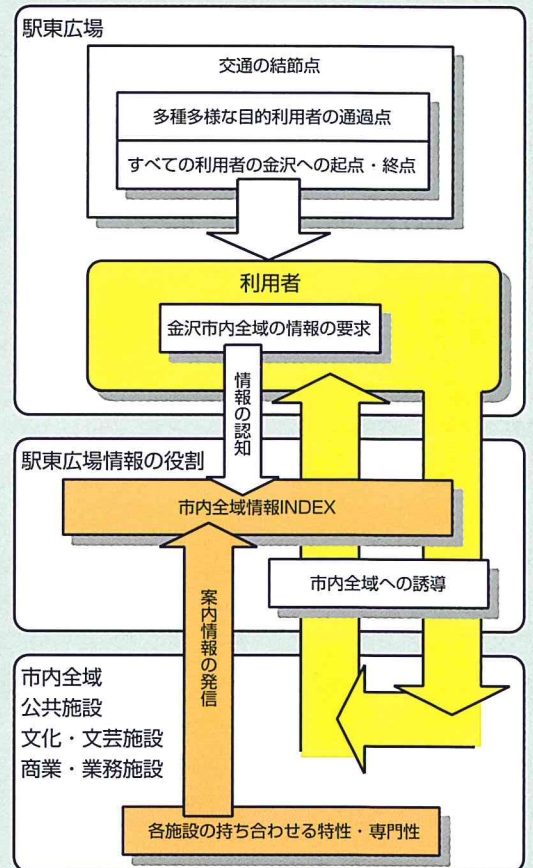 駅東広場
交通の結節点
多種多様な目的利用者の通過点
すべての利用者の金沢への起点・終点
利用者
金沢市内全域の情報の要求
情報の認知
駅東広場情報の役割
市内全域情報INDEX
市内全域への誘導
案内情報の発信
市内全域
公共施設
文化・文芸施設
商業・業務施設
各施設の持ち合わせる特性・専門性